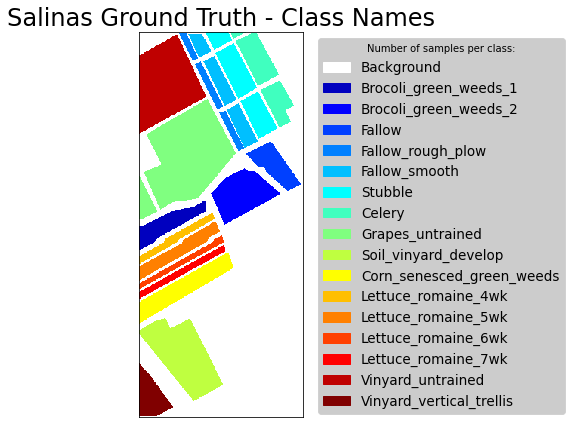 Salinas Ground Truth - Class Names
Number of samples per class:
Background
Brocoli_green_weeds_1
Brocoli_green_weeds_2
Fallow
Fallow_rough_plow
Fallow_smooth
Stubble
Celery
Grapes_untrained
Soil_vinyard_develop
Corn_senesced_green_weeds
Lettuce_romaine_4wk
Lettuce_romaine_5wk
Lettuce_romaine_6wk
Lettuce_romaine_7wk
Vinyard_untrained
Vinyard_vertical_trellis